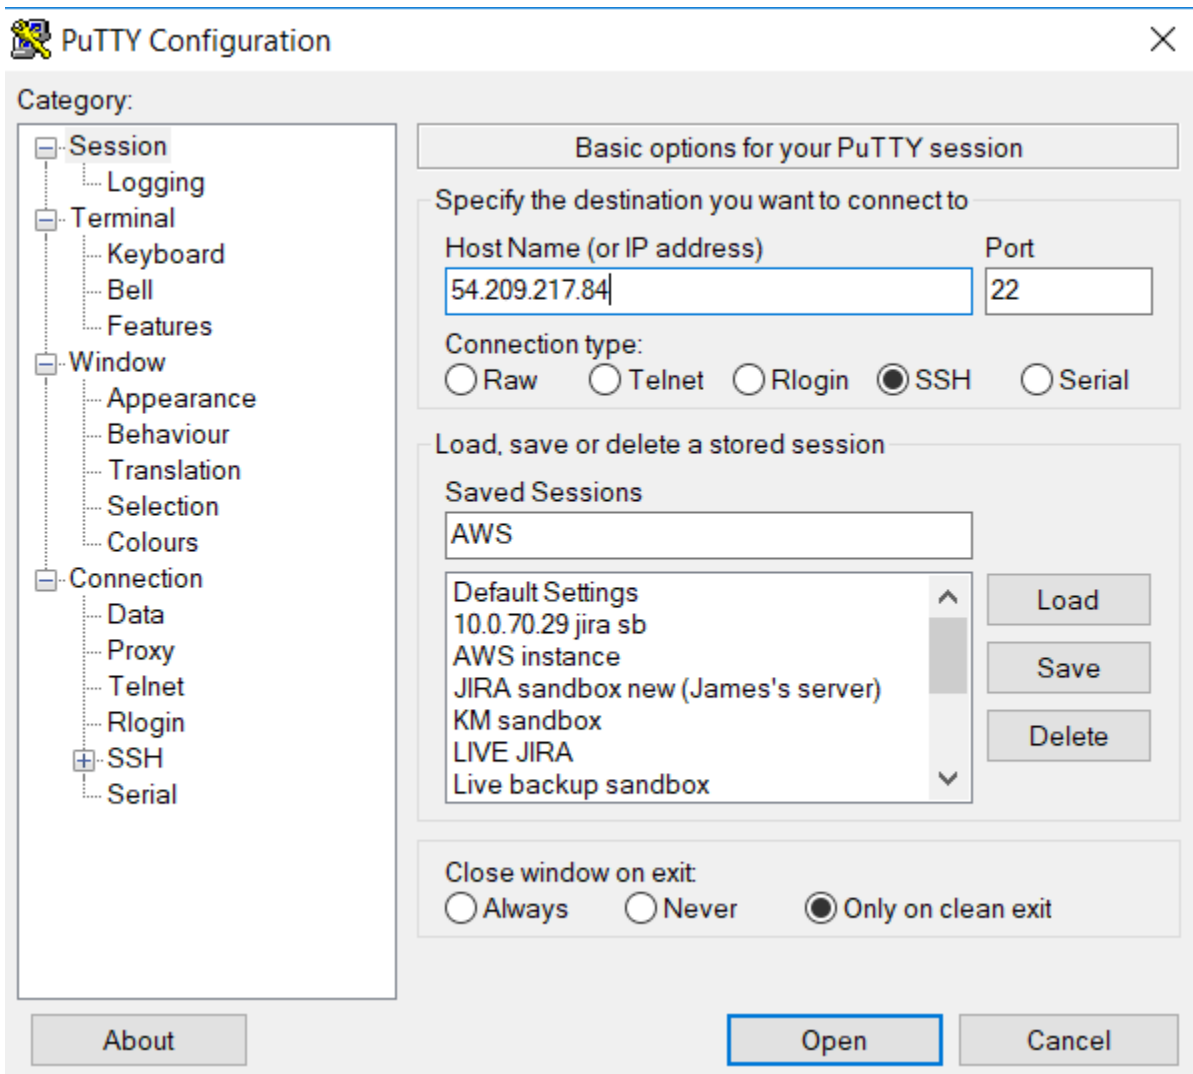 PuTTY Configuration
Category:
Session
Logging
Terminal
Keyboard
Bell
Features
Window
Appearance
Behaviour
Translation
Selection
Colours
Connection
Data
Proxy
Telnet
Rlogin
SSH
Serial
Basic options for your PuTTY session
Specify the destination you want to connect to
Host Name (or IP address) Port
54.209.217.84 22
Connection type:
Raw Telnet Rlogin SSH Serial
Load, save or delete a stored session
Saved Sessions
AWS
Default Settings
10.0.70.29 jira sb
AWS instance
JIRA sandbox new (James's server)
KM sandbox
LIVE JIRA
Live backup sandbox
Load
Save
Delete
Close window on exit:
Always Never Only on clean exit
About Open Cancel